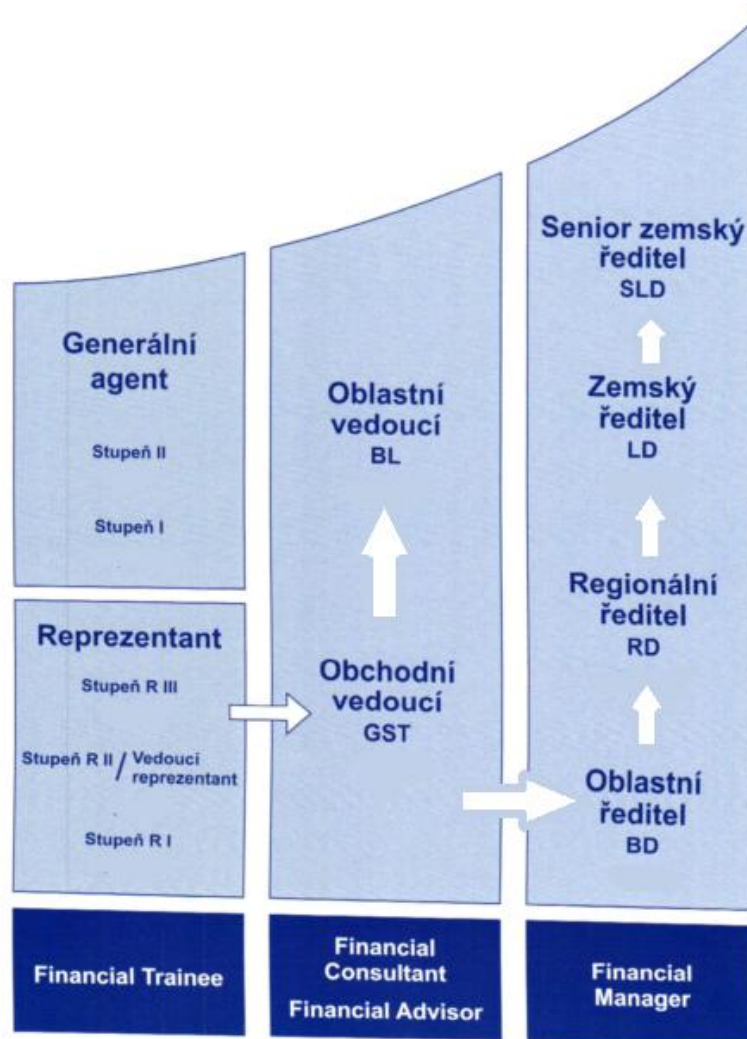 Generální
agent
Stupeň II
Stupeň I
Reprezentant
Stupeň R III
Stupeň R II / Vedoucí
reprezentant
Stupeň R I
Financial Trainee
Oblastní
vedoucí
BL
Obchodní
vedoucí
GST
Financial
Consultant
Financial Advisor
Senior zemský
ředitel
SLD
Zemský
ředitel
LD
Regionální
ředitel
RD
Oblastní
ředitel
BD
Financial
Manager